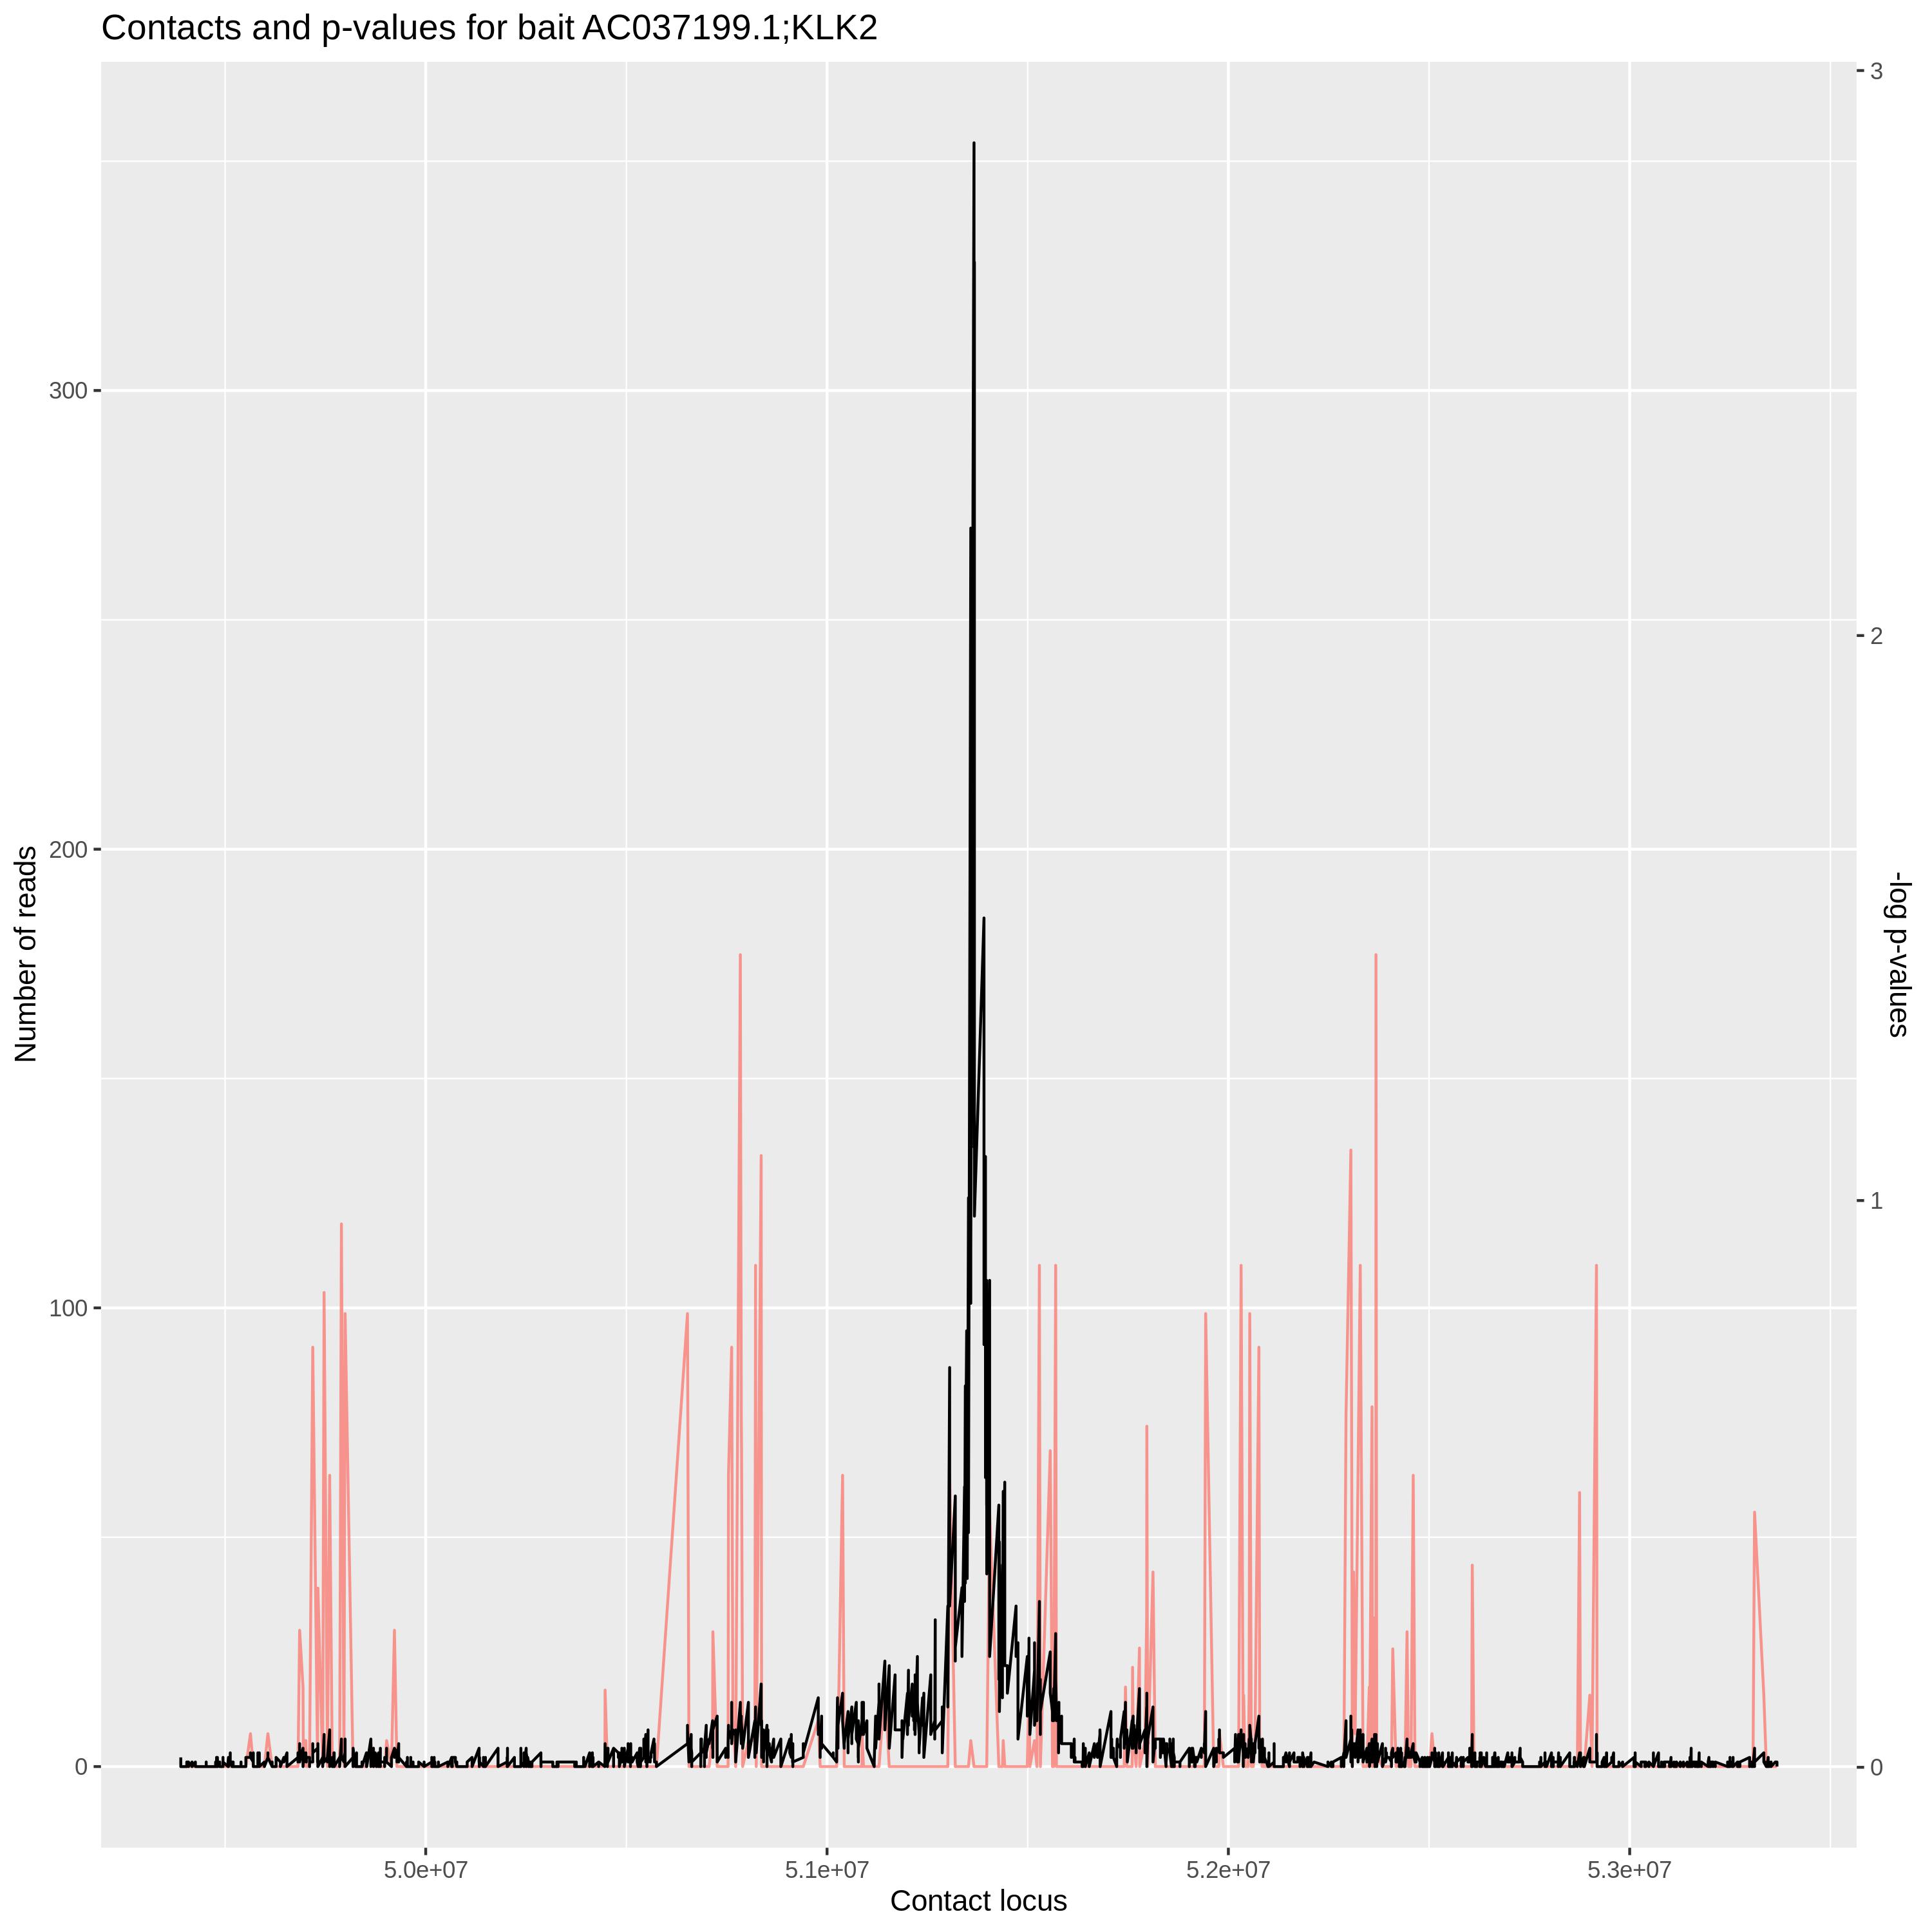 Contacts and p-values for bait AC037199.1;KLK2
3
2
1
0
-log p-values
300
200
100
0
Number of reads
5.0e+07 5.1e+07 5.2e+07 5.3e+07
Contact locus